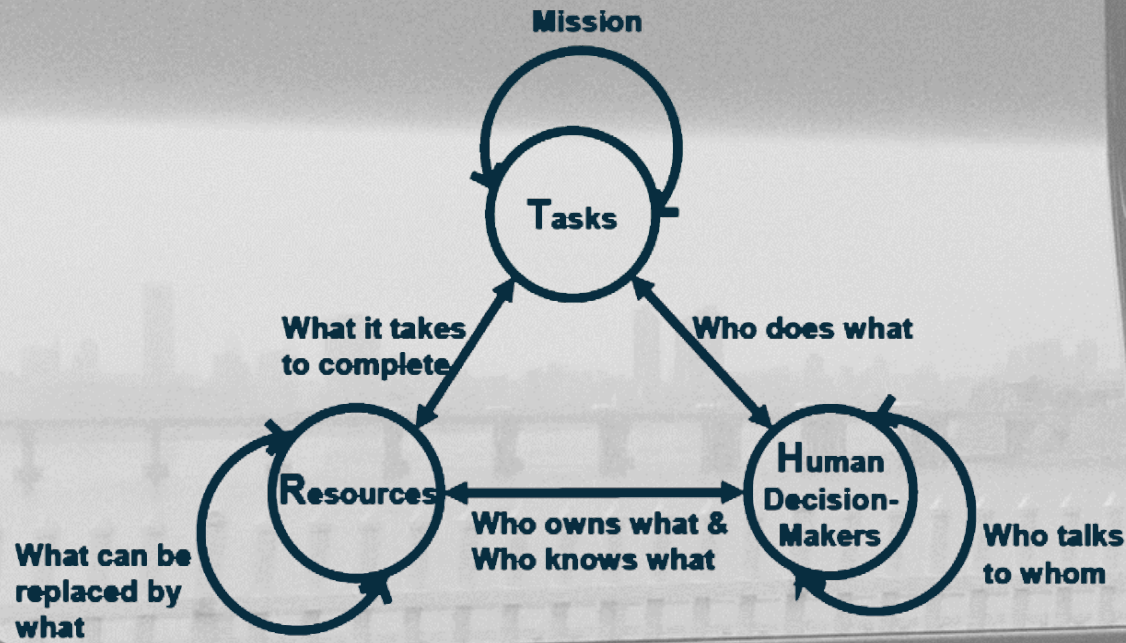 Mission
Tasks
What it takes
to complete
Who does what
Resources
Human
Decision-
Makers
Who owns what &
Who knows what
What can be
replaced by
what
Who talks
to whom